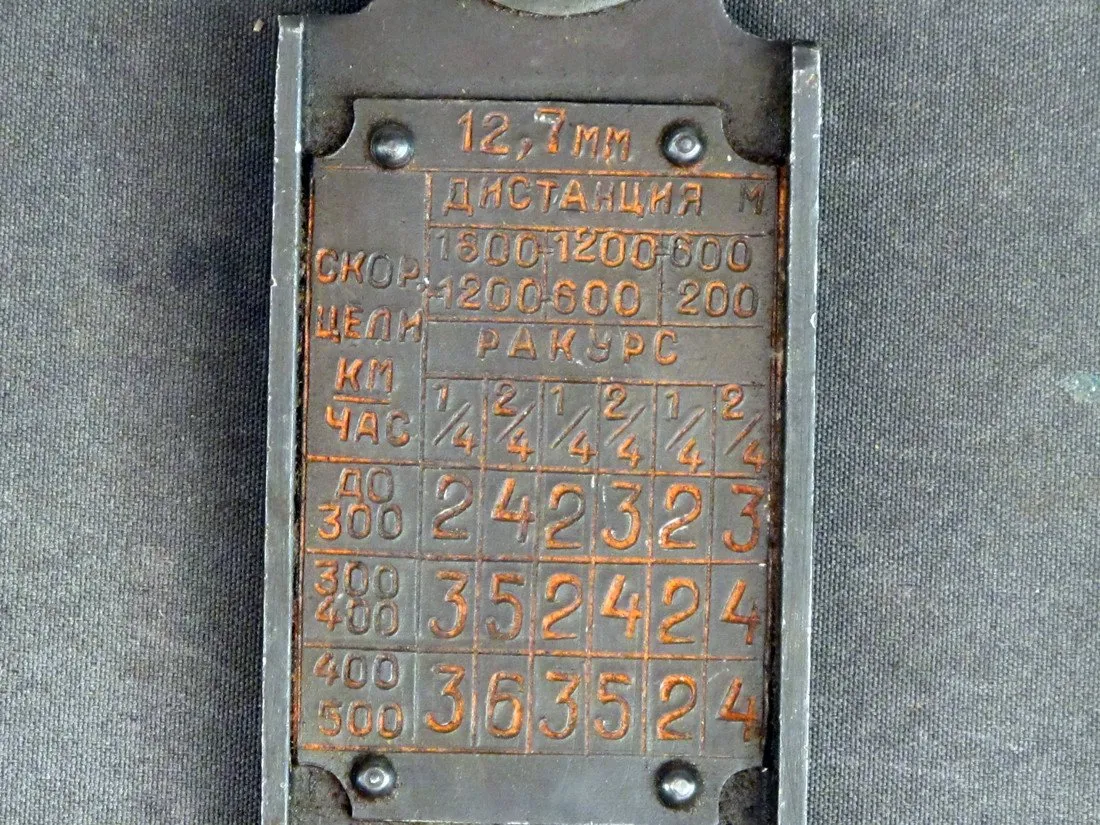 12,7мм
ДИСТАНЦИЯ М
1800- 1200- 600
СКОР.
-1200 -600 -200
ЦЕЛИ
РАКУРС
КМ
ЧАС
1/4 2/4 1/4 2/4 1/4 2/4
ДО
300
2 4 2 3 2 3
300
400
3 5 2 4 2 4
400
500
3 6 3 5 2 4